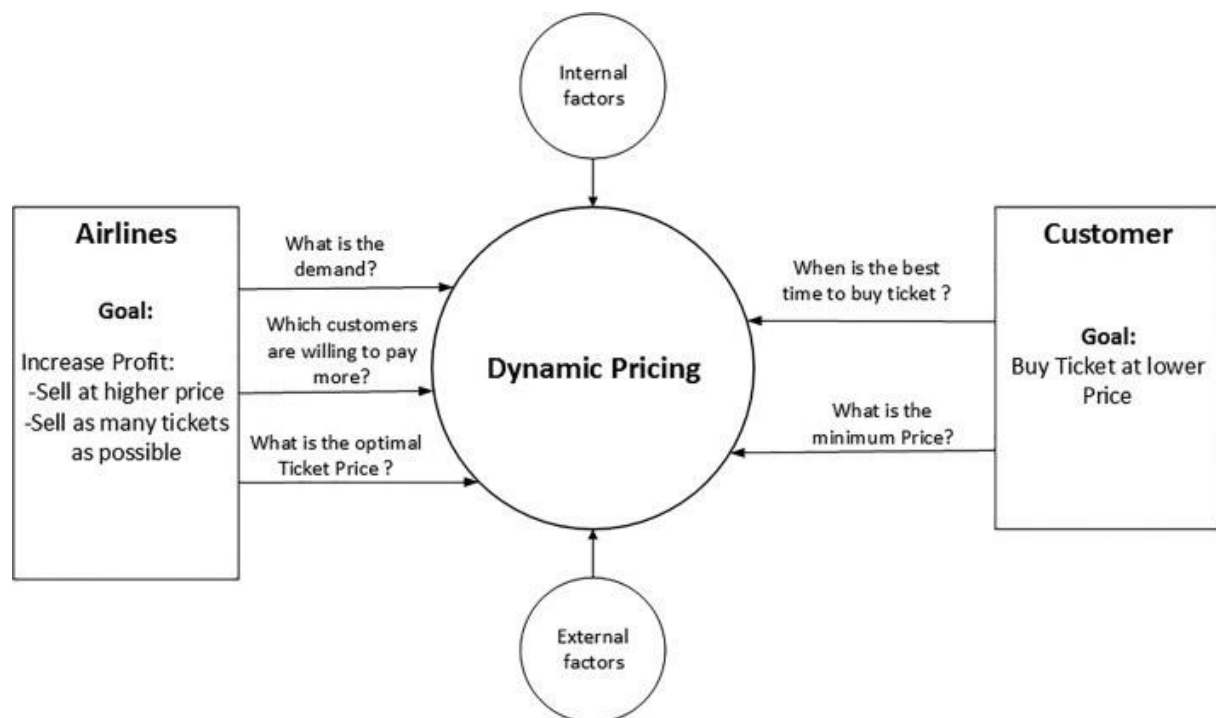 Internal
factors
Airlines
Goal:
Increase Profit:
-Sell at higher price
-Sell as many tickets
as possible
What is the
demand?
Which customers
are willing to pay
more?
What is the optimal
Ticket Price ?
Dynamic Pricing
When is the best
time to buy ticket ?
What is the
minimum Price?
Customer
Goal:
Buy Ticket at lower
Price
External
factors